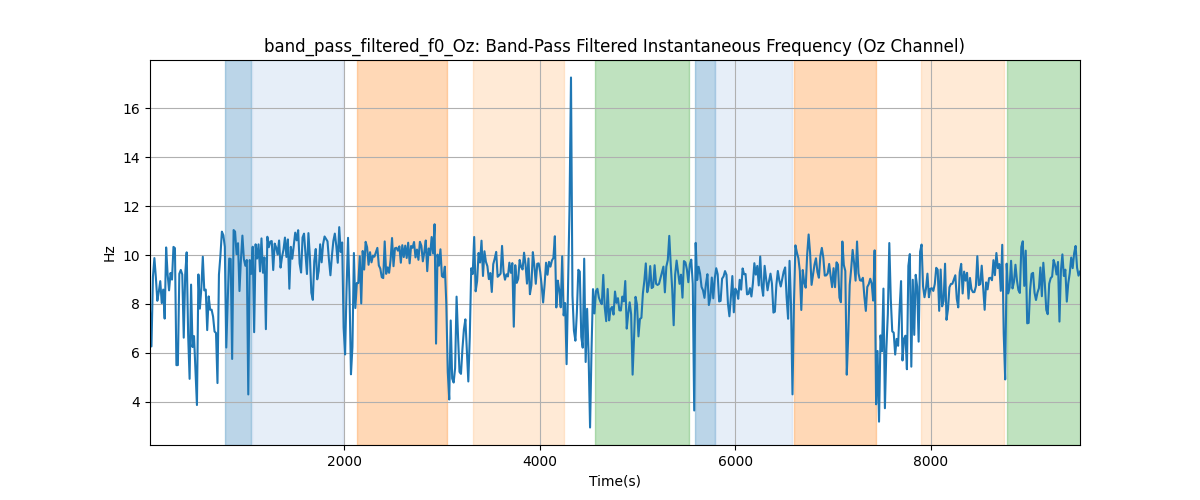 band_pass_filtered_f0_Oz: Band-Pass Filtered Instantaneous Frequency (Oz Channel)
16
14
12
10
8
6
4
Hz
2000 4000 6000 8000
Time(s)